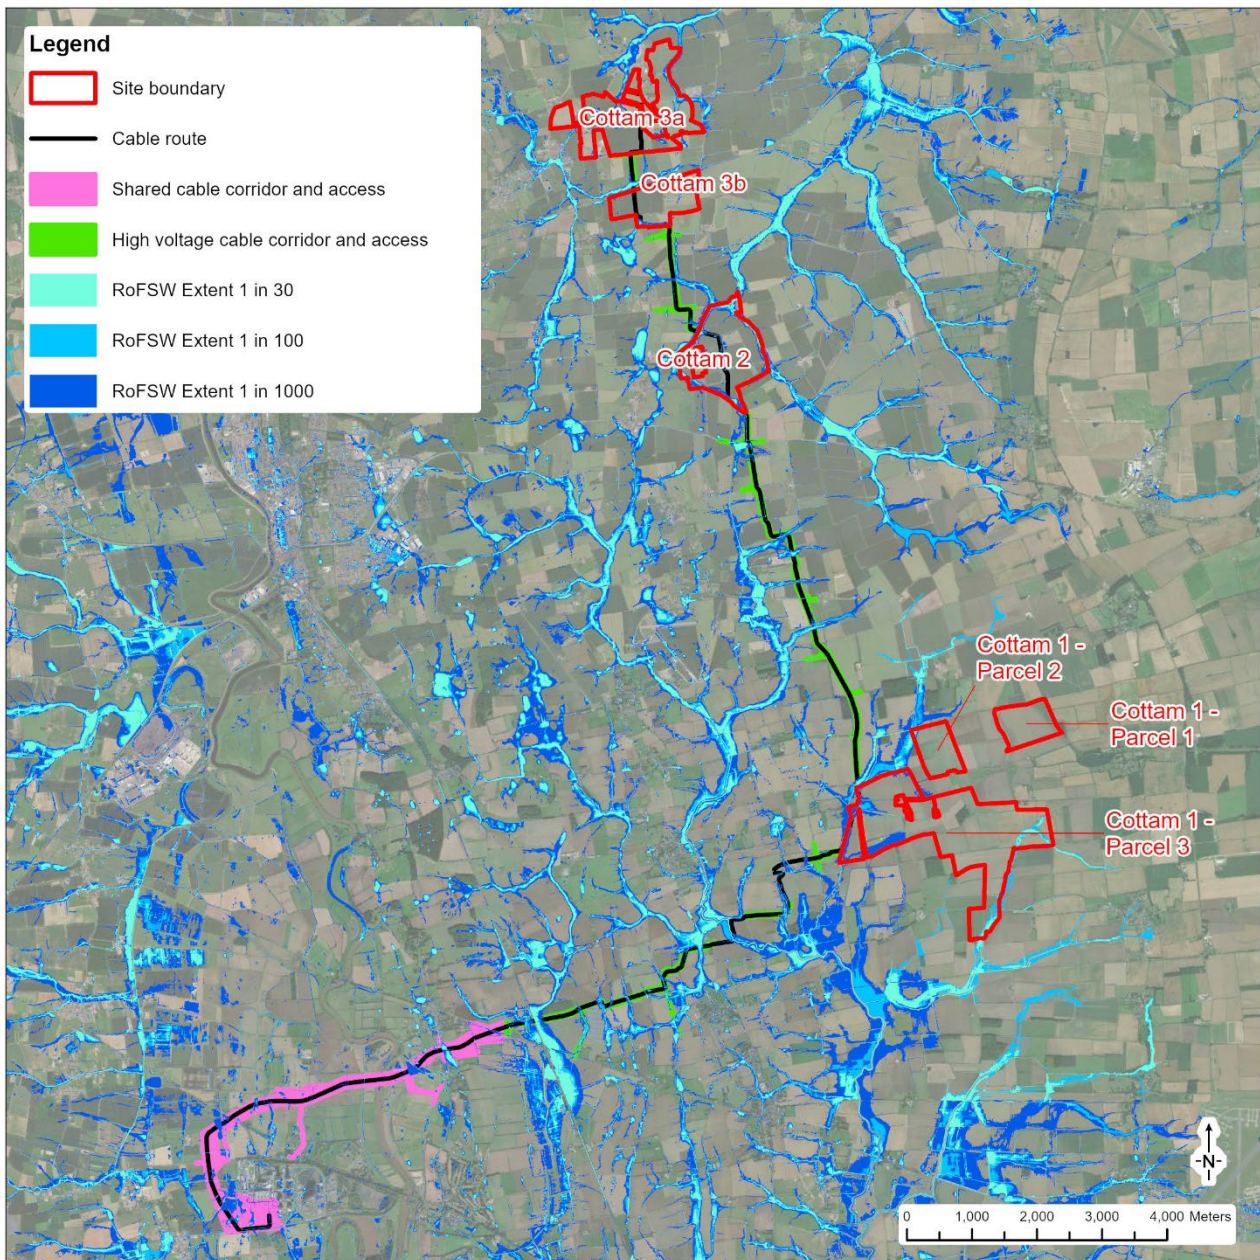 Legend
Site boundary
Cable route
Shared cable corridor and access
High voltage cable corridor and access
RoFSW Extent 1 in 30
RoFSW Extent 1 in 100
RoFSW Extent 1 in 1000
Cottam 3a
Cottam 3b
Cottam 2
Cottam 1 -
Parcel 2
Cottam 1 -
Parcel 1
Cottam 1 -
Parcel 3
-N-
0 1,000 2,000 3,000 4,000 Meters